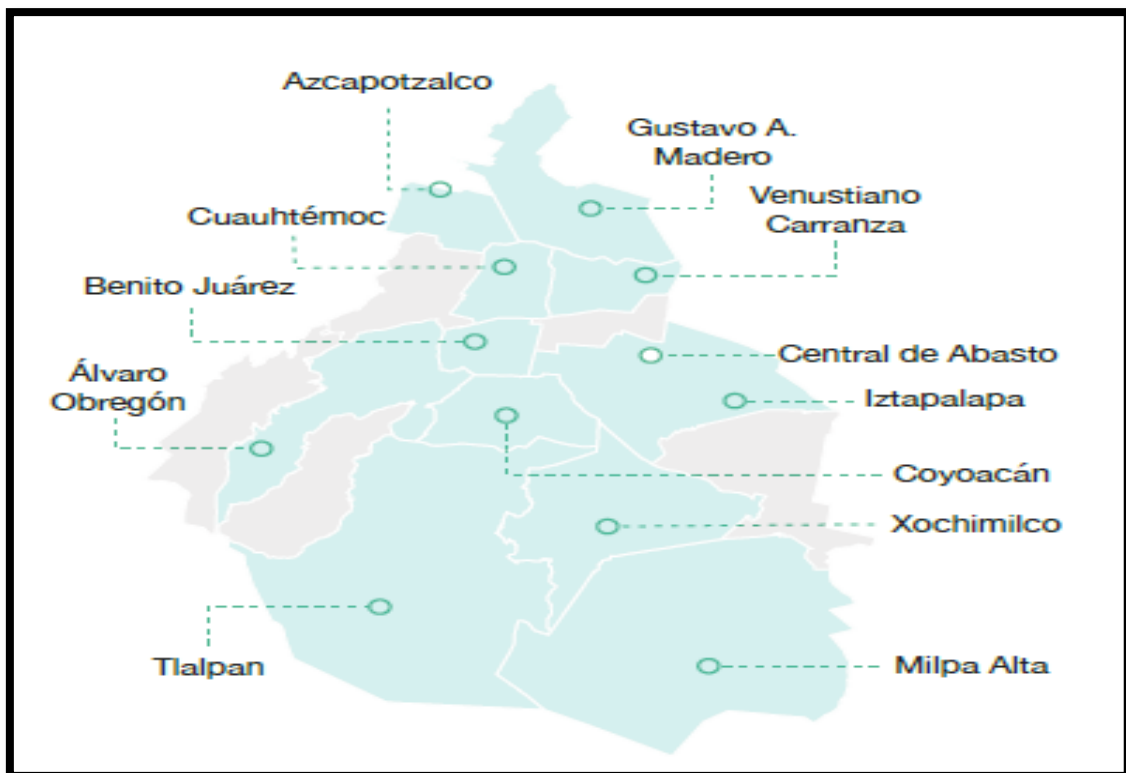 Azcapotzalco
Gustavo A.
Madero
Venustiano
Carranza
Cuauhtémoc
Benito Juárez
Central de Abasto
Álvaro
Obregón
Iztapalapa
Coyoacán
Xochimilco
Tlalpan
Milpa Alta